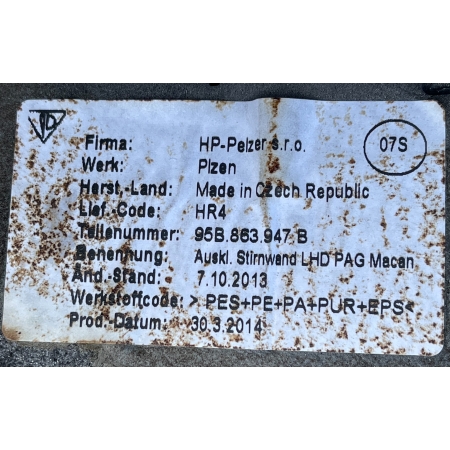 Firma: HP-Pelzer s.r.o.
07S
Werk: Plzen
Herst.-Land: Made in Czech Republic
Lief.-Code: HR4
Teilenummer: 95B.863.947 B
Benennung: Auskl. Stirnwand LHD PAG Macan
Änd.-Stand: 7.10.2013
Werkstoffcode: > PES+PE+PA+PUR+EPS<
Prod.-Datum: 30.3.2014